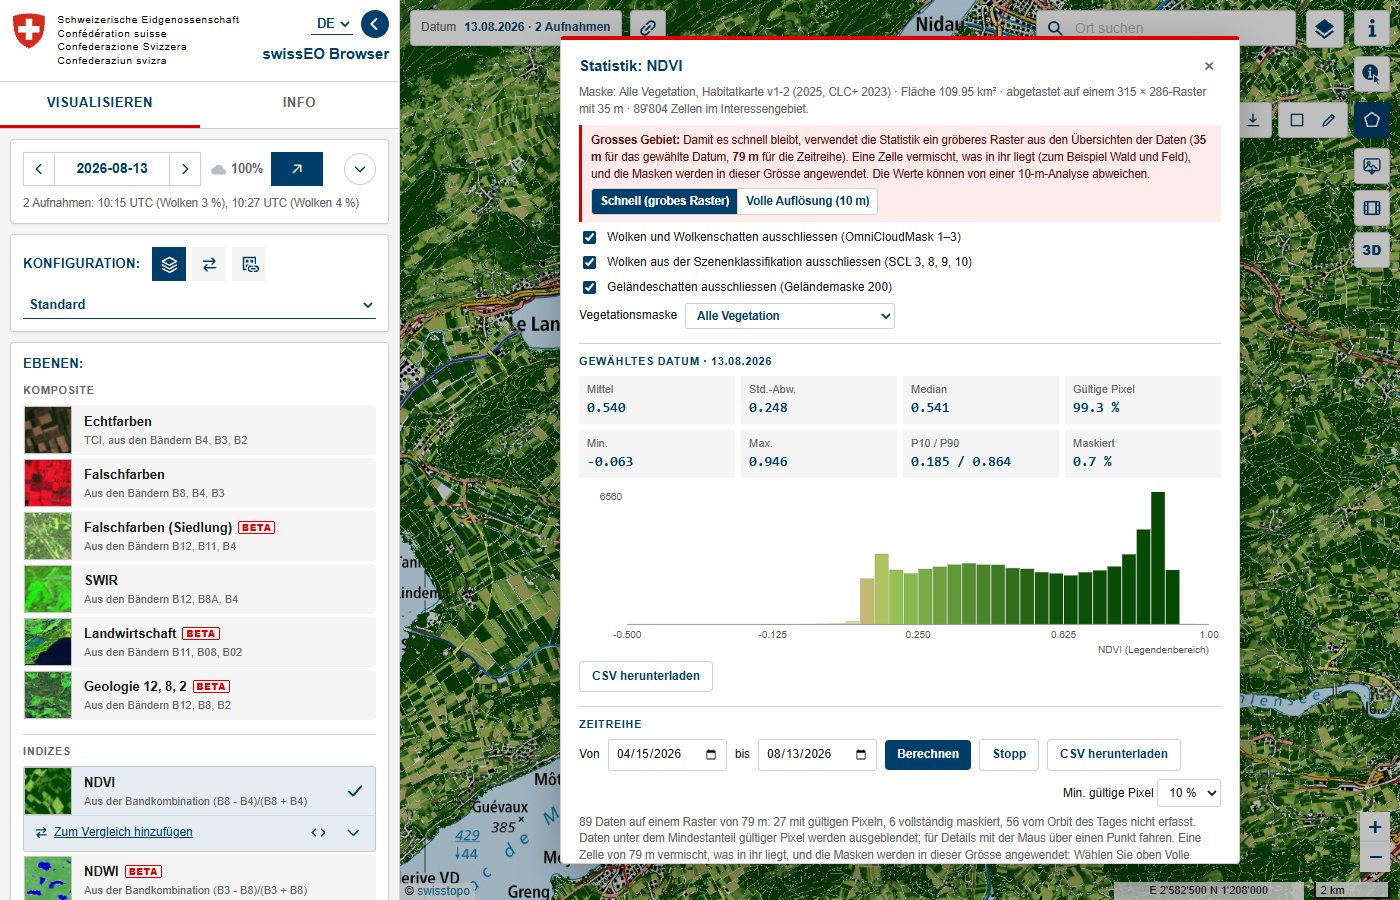 Schweizerische Eidgenossenschaft
Confédération suisse
Confederazione Svizzera
Confederaziun svizra
DE
swissEO Browser
VISUALISIEREN
INFO
2026-08-13
100%
2 Aufnahmen: 10:15 UTC (Wolken 3 %), 10:27 UTC (Wolken 4 %)
KONFIGURATION:
Standard
EBENEN:
KOMPOSITE
Echtfarben
TCI, aus den Bändern B4, B3, B2
Falschfarben
Aus den Bändern B8, B4, B3
Falschfarben (Siedlung) BETA
Aus den Bändern B12, B11, B4
SWIR
Aus den Bändern B12, B8A, B4
Landwirtschaft BETA
Aus den Bändern B11, B08, B02
Geologie 12, 8, 2 BETA
Aus den Bändern B12, B8, B2
INDIZES
NDVI
Aus der Bandkombination (B8 - B4)/(B8 + B4)
Zum Vergleich hinzufügen
NDWI BETA
Aus der Bandkombination (B3 - B8)/(B3 + B8)
Datum 13.08.2026 · 2 Aufnahmen
Nidau
Ort suchen
3D
Le Lan
Môt
Guévaux
385
429
44
erive VD
Greng
© swisstopo
E 2'582'500 N 1'208'000
2 km
Statistik: NDVI
Maske: Alle Vegetation, Habitatkarte v1-2 (2025, CLC+ 2023) · Fläche 109.95 km² · abgetastet auf einem 315 × 286-Raster
mit 35 m · 89'804 Zellen im Interessengebiet.
Grosses Gebiet: Damit es schnell bleibt, verwendet die Statistik ein gröberes Raster aus den Übersichten der Daten (35
m für das gewählte Datum, 79 m für die Zeitreihe). Eine Zelle vermischt, was in ihr liegt (zum Beispiel Wald und Feld),
und die Masken werden in dieser Grösse angewendet. Die Werte können von einer 10-m-Analyse abweichen.
Schnell (grobes Raster)
Volle Auflösung (10 m)
Wolken und Wolkenschatten ausschliessen (OmniCloudMask 1–3)
Wolken aus der Szenenklassifikation ausschliessen (SCL 3, 8, 9, 10)
Geländeschatten ausschliessen (Geländemaske 200)
Vegetationsmaske
Alle Vegetation
GEWÄHLTES DATUM · 13.08.2026
Mittel
0.540
Std.-Abw.
0.248
Median
0.541
Gültige Pixel
99.3 %
Min.
-0.063
Max.
0.946
P10 / P90
0.185 / 0.864
Maskiert
0.7 %
6560
-0.500
-0.125
0.250
0.625
1.00
NDVI (Legendenbereich)
CSV herunterladen
ZEITREIHE
Von 04/15/2026 bis 08/13/2026 Berechnen Stopp CSV herunterladen
Min. gültige Pixel 10 %
89 Daten auf einem Raster von 79 m: 27 mit gültigen Pixeln, 6 vollständig maskiert, 56 vom Orbit des Tages nicht erfasst.
Daten unter dem Mindestanteil gültiger Pixel werden ausgeblendet; für Details mit der Maus über einen Punkt fahren. Eine
Zelle von 79 m vermischt, was in ihr liegt, und die Masken werden in dieser Grösse angewendet: Wählen Sie oben Volle